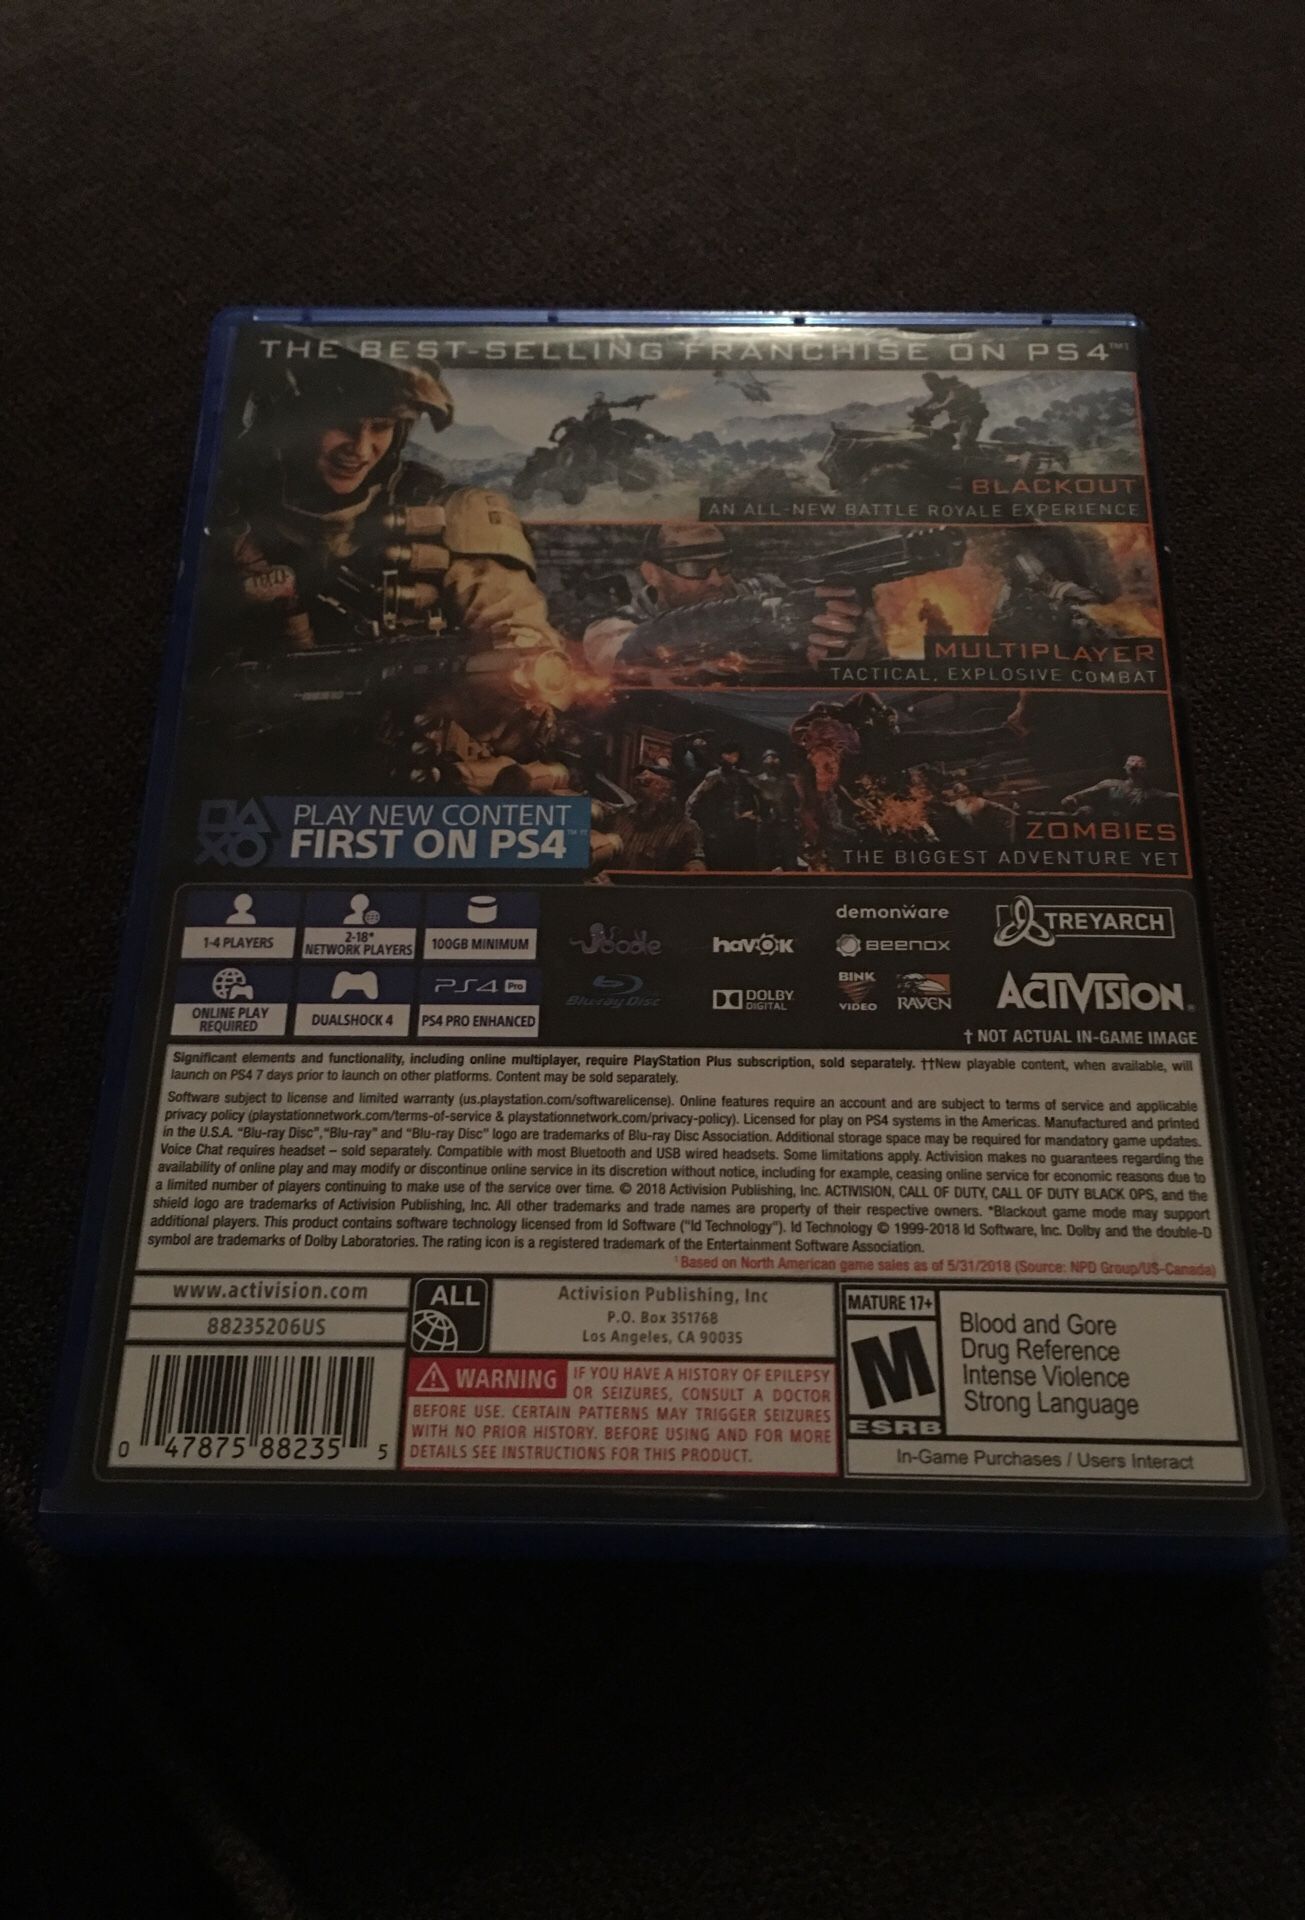 THE BEST-SELLING FRANCHISE ON PS4™¹
BLACKOUT
AN ALL-NEW BATTLE ROYALE EXPERIENCE
MULTIPLAYER
TACTICAL, EXPLOSIVE COMBAT
ZOMBIES
THE BIGGEST ADVENTURE YET
PLAY NEW CONTENT
FIRST ON PS4™††
1-4 PLAYERS
2-18*
NETWORK PLAYERS
100GB MINIMUM
ONLINE PLAY
REQUIRED
DUALSHOCK 4
PS4 Pro
PS4 PRO ENHANCED
Oodle
havok
Blu-ray Disc
DOLBY
DIGITAL
demonware
Beenox
BINK
VIDEO
RAVEN
TREYARCH
ACTIVISION®
† NOT ACTUAL IN-GAME IMAGE
Significant elements and functionality, including online multiplayer, require PlayStation Plus subscription, sold separately. ††New playable content, when available, will
launch on PS4 7 days prior to launch on other platforms. Content may be sold separately.
Software subject to license and limited warranty (us.playstation.com/softwarelicense). Online features require an account and are subject to terms of service and applicable
privacy policy (playstationnetwork.com/terms-of-service & playstationnetwork.com/privacy-policy). Licensed for play on PS4 systems in the Americas. Manufactured and printed
in the U.S.A. "Blu-ray Disc","Blu-ray" and "Blu-ray Disc" logo are trademarks of Blu-ray Disc Association. Additional storage space may be required for mandatory game updates.
Voice Chat requires headset – sold separately. Compatible with most Bluetooth and USB wired headsets. Some limitations apply. Activision makes no guarantees regarding the
availability of online play and may modify or discontinue online service in its discretion without notice, including for example, ceasing online service for economic reasons due to
a limited number of players continuing to make use of the service over time. © 2018 Activision Publishing, Inc. ACTIVISION, CALL OF DUTY, CALL OF DUTY BLACK OPS, and the
shield logo are trademarks of Activision Publishing, Inc. All other trademarks and trade names are property of their respective owners. *Blackout game mode may support
additional players. This product contains software technology licensed from Id Software ("Id Technology"). Id Technology © 1999-2018 Id Software, Inc. Dolby and the double-D
symbol are trademarks of Dolby Laboratories. The rating icon is a registered trademark of the Entertainment Software Association.
¹Based on North American game sales as of 5/31/2018 (Source: NPD Group/US-Canada)
www.activision.com
88235206US
0 47875 88235 5
ALL
Activision Publishing, Inc
P.O. Box 351768
Los Angeles, CA 90035
WARNING IF YOU HAVE A HISTORY OF EPILEPSY
OR SEIZURES, CONSULT A DOCTOR
BEFORE USE. CERTAIN PATTERNS MAY TRIGGER SEIZURES
WITH NO PRIOR HISTORY. BEFORE USING AND FOR MORE
DETAILS SEE INSTRUCTIONS FOR THIS PRODUCT.
MATURE 17+
M
ESRB
Blood and Gore
Drug Reference
Intense Violence
Strong Language
In-Game Purchases / Users Interact